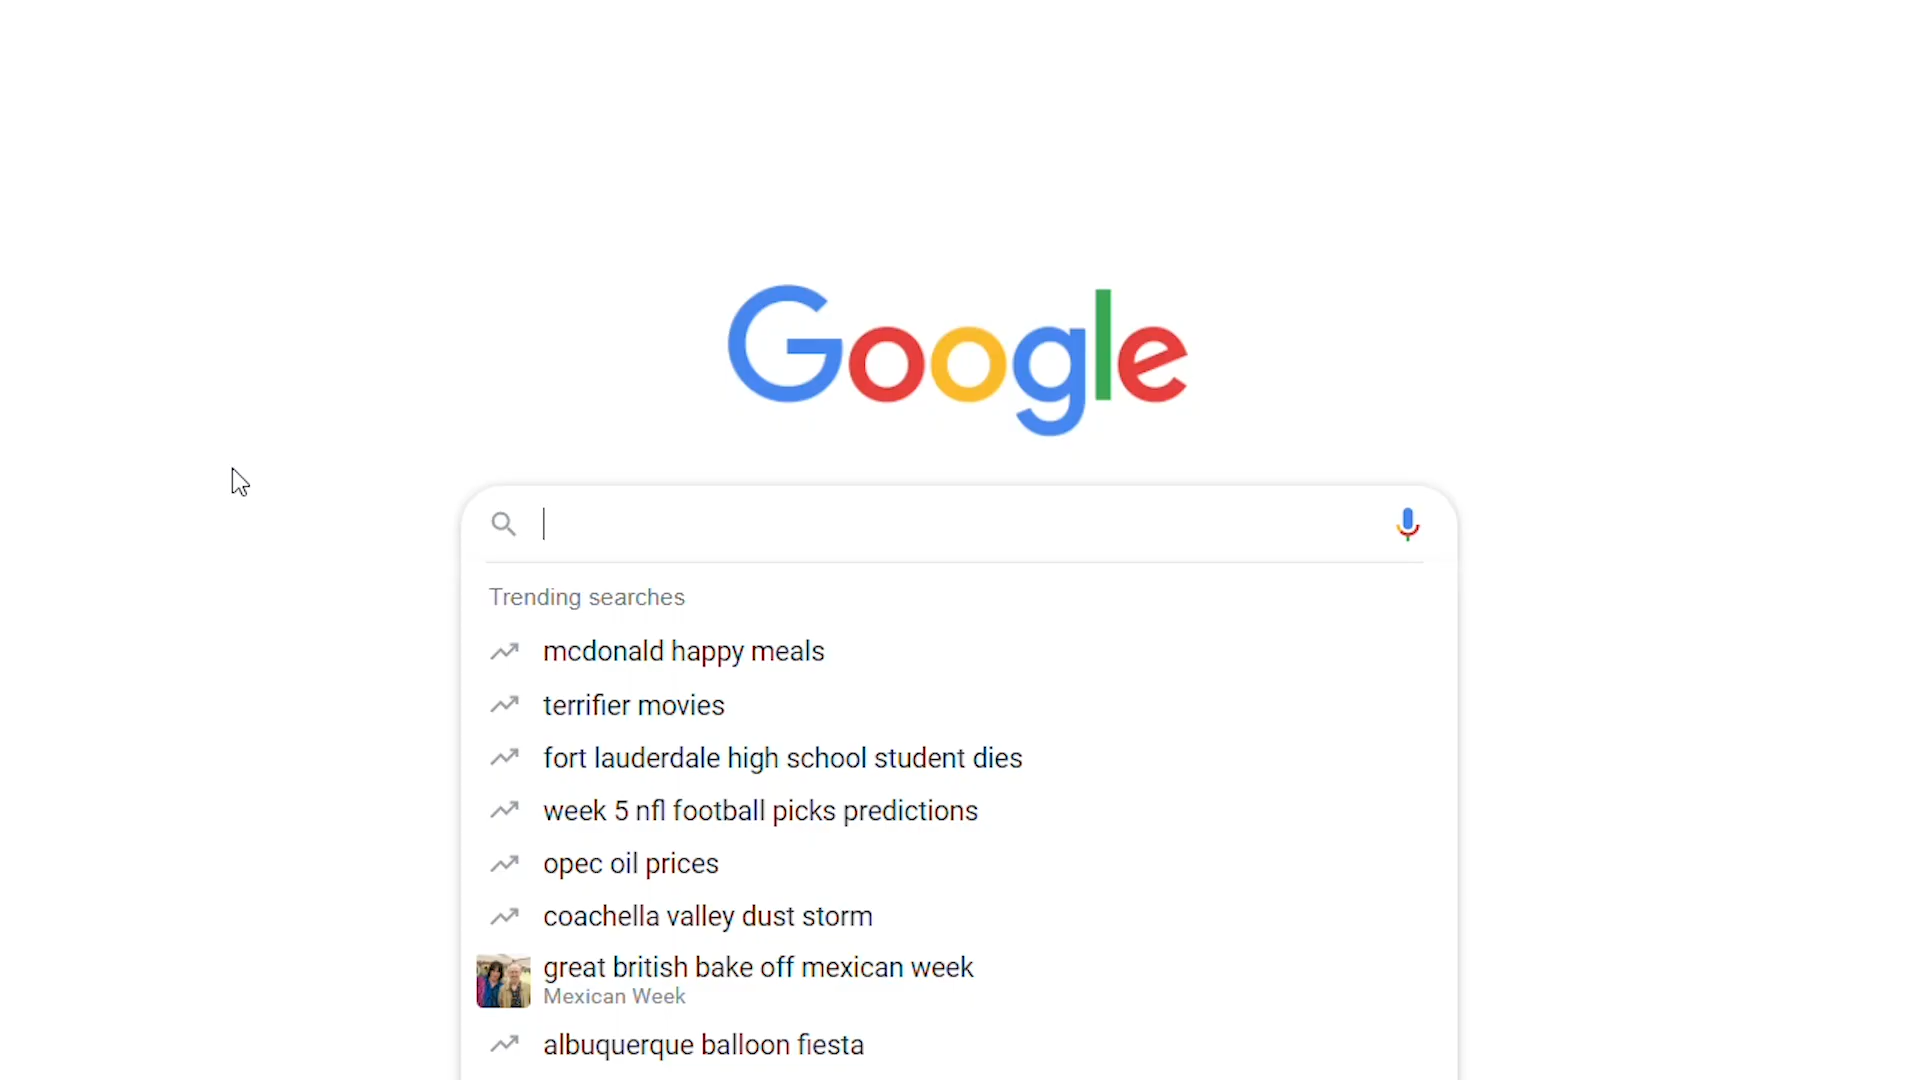 Google
Trending searches
mcdonald happy meals
terrifier movies
fort lauderdale high school student dies
week 5 nfl football picks predictions
opec oil prices
coachella valley dust storm
great british bake off mexican week
Mexican Week
albuquerque balloon fiesta